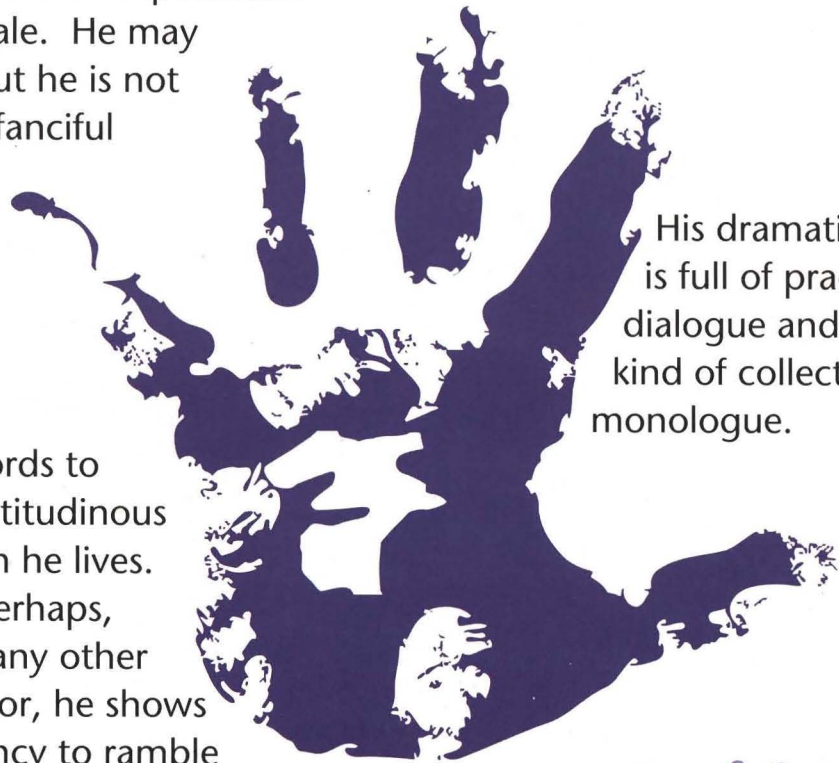 ale. He may
ut he is not
fanciful
His dramati
is full of pra
dialogue and
kind of collect
monologue.
ords to
titudinous
n he lives.
erhaps,
any other
or, he shows
ncy to ramble